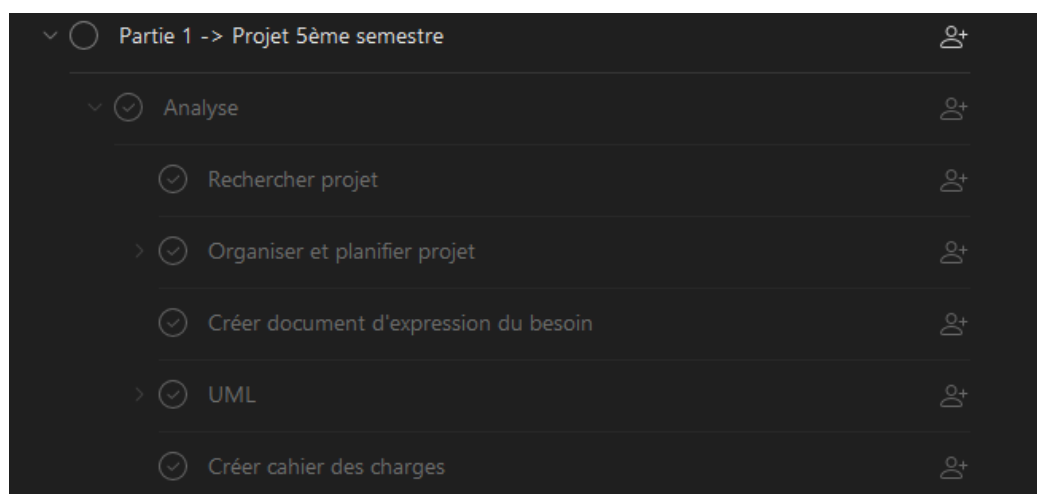 Partie 1 -> Projet 5ème semestre
Analyse
Rechercher projet
Organiser et planifier projet
Créer document d'expression du besoin
UML
Créer cahier des charges